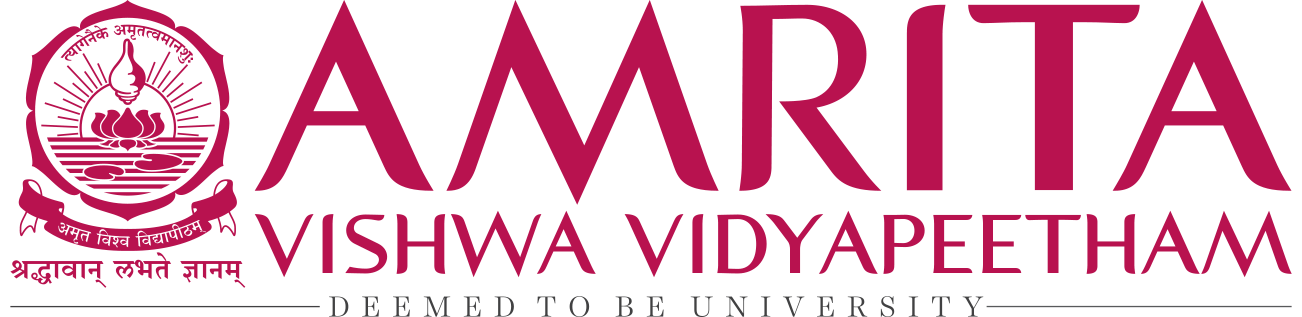 त्यागेनैके अमृतत्वमानशुः
अमृत विश्व विद्यापीठम्
श्रद्धावान् लभते ज्ञानम्
AMRITA
VISHWA VIDYAPEETHAM
DEEMED TO BE UNIVERSITY